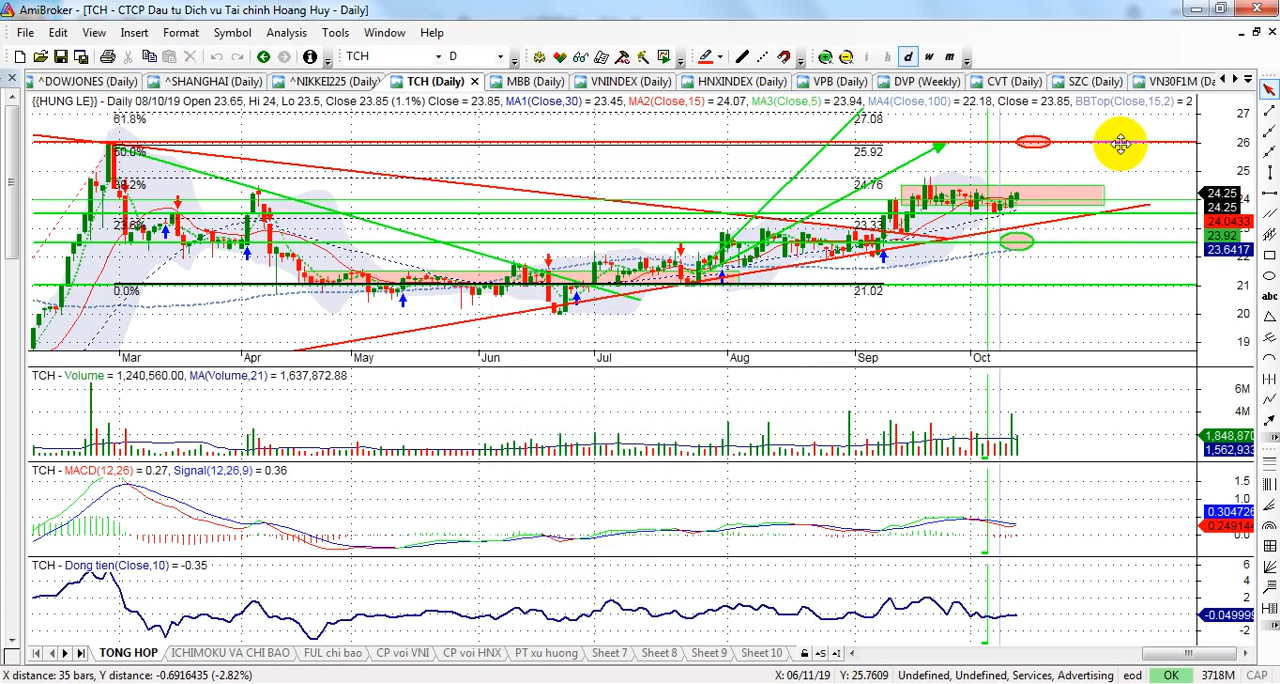 AmiBroker - [TCH - CTCP Dau tu Dich vu Tai chinh Hoang Huy - Daily]
File Edit View Insert Format Symbol Analysis Tools Window Help
TCH D d w m
^DOWJONES (Daily) ^SHANGHAI (Daily) ^NIKKEI225 (Daily) TCH (Daily) MBB (Daily) VNINDEX (Daily) HNXINDEX (Daily) VPB (Daily) DVP (Weekly) CVT (Daily) SZC (Daily) VN30F1M (Da
{{HUNG LE}} - Daily 08/10/19 Open 23.65, Hi 24, Lo 23.5, Close 23.85 (1.1%) Close = 23.85, MA1(Close,30) = 23.45, MA2(Close,15) = 24.07, MA3(Close,5) = 23.94, MA4(Close,100) = 22.18, Close = 23.85, BBTop(Close,15,2) = 2
27
61.8% 27.08
26
50.0% 25.92
25
38.2% 24.76
24.25
24
24.25
24.0433
23.6% 23.33
23.92
23.6417
0.0% 21.02
21
20
19
Mar Apr May Jun Jul Aug Sep Oct
TCH - Volume = 1,240,560.00, MA(Volume,21) = 1,637,872.88
6M
4M
1,848,870
1,562,933
TCH - MACD(12,26) = 0.27, Signal(12,26,9) = 0.36
1.5
1.0
0.304726
0.249144
0.0
TCH - Dong tien(Close,10) = -0.35
6
4
2
-0.049999
-2
TONG HOP ICHIMOKU VA CHI BAO FUL chi bao CP voi VNI CP voi HNX PT xu huong Sheet 7 Sheet 8 Sheet 9 Sheet 10
X distance: 35 bars, Y distance: -0.6916435 (-2.82%) X: 06/11/19 Y: 25.7609 Undefined, Undefined, Services, Advertising eod OK 3718M CAP